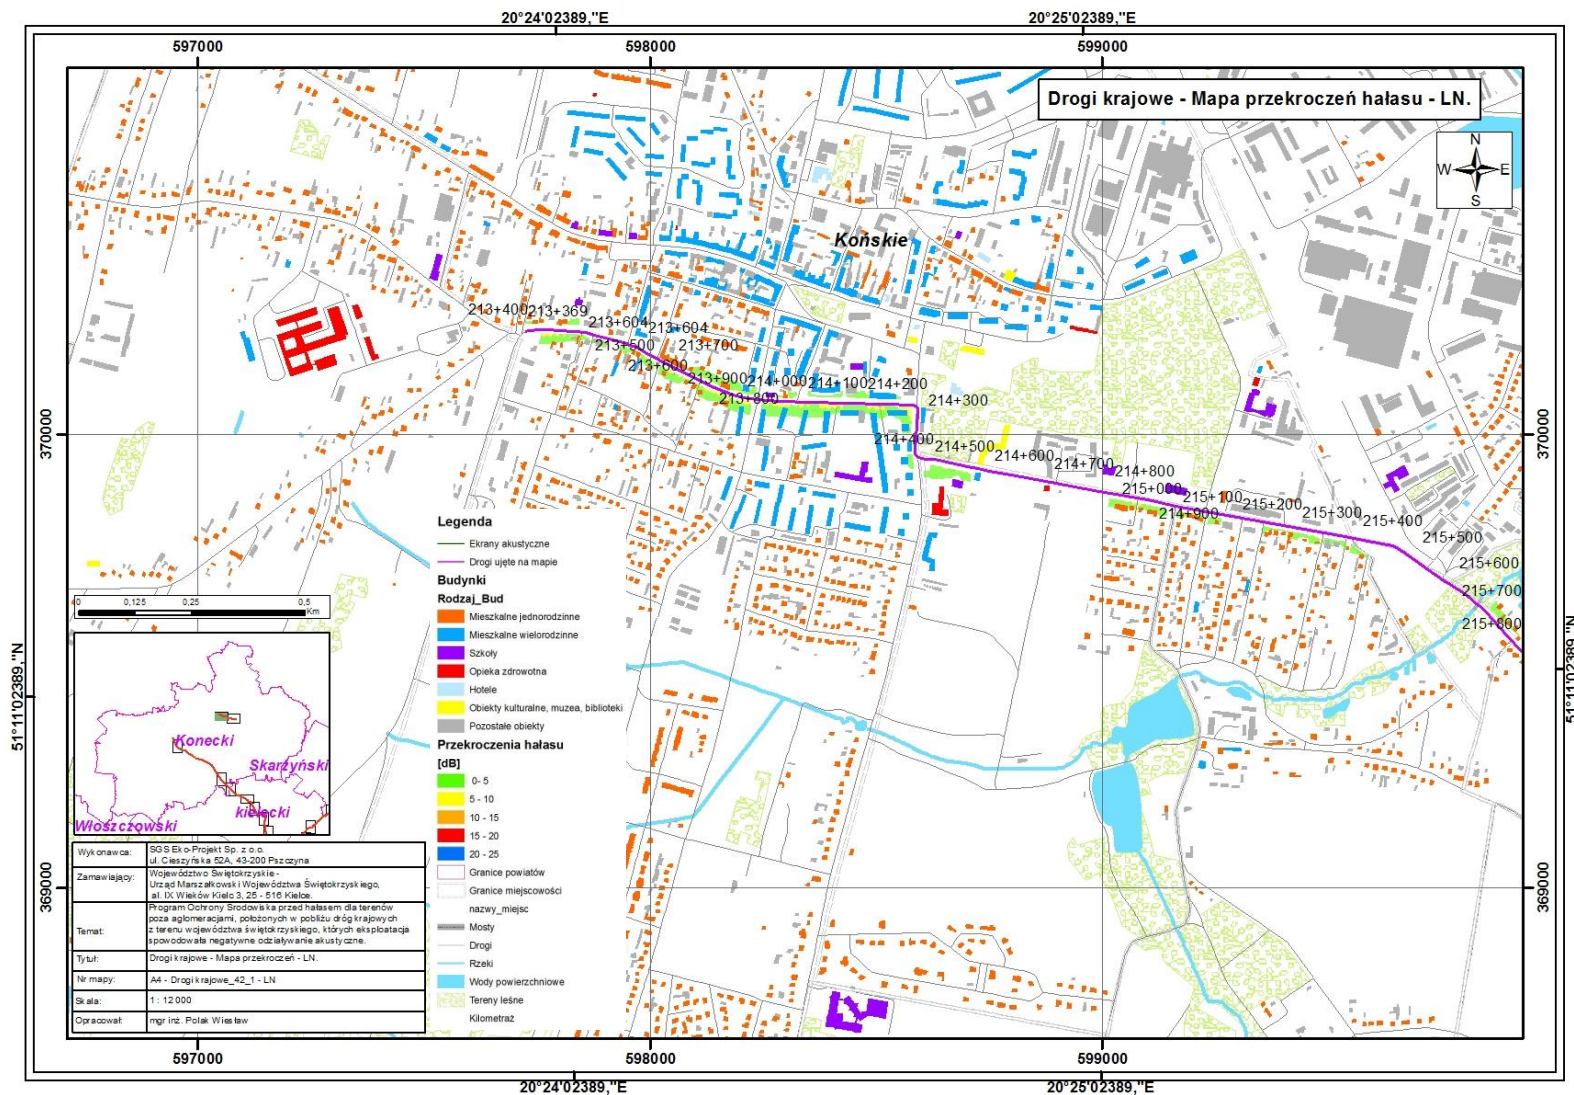 20°24'02389,"E
20°25'02389,"E
597000
598000
599000
Drogi krajowe - Mapa przekroczeń hałasu - LN.
N
W
E
S
Końskie
213+400
213+369
213+604
213+604
213+500
213+700
213+600
213+900
214+000
214+100
214+200
213+800
214+300
214+400
214+500
214+600
214+700
214+800
215+000
215+100
215+200
214+900
215+300
215+400
215+500
215+600
215+700
215+800
370000
370000
51°11'02389,"N
51°11'02389,"N
369000
369000
0
0,125
0,25
0,5
Km
Konecki
Skarżyński
kielecki
Włoszczowski
Legenda
Ekrany akustyczne
Drogi ujęte na mapie
Budynki
Rodzaj_Bud
Mieszkalne jednorodzinne
Mieszkalne wielorodzinne
Szkoły
Opieka zdrowotna
Hotele
Obiekty kulturalne, muzea, biblioteki
Pozostałe obiekty
Przekroczenia hałasu
[dB]
0- 5
5 - 10
10 - 15
15 - 20
20 - 25
Granice powiatów
Granice miejscowości
nazwy_miejsc
Mosty
Drogi
Rzeki
Wody powierzchniowe
Tereny leśne
Kilometraż
Wykonawca:
SGS Eko-Projekt Sp. z o.o.
ul. Cieszyńska 52A, 43-200 Pszczyna
Zamawiający:
Województwo Świętokrzyskie -
Urząd Marszałkowski Województwa Świętokrzyskiego,
al. IX Wieków Kielc 3, 25 - 516 Kielce.
Temat:
Program Ochrony Środowiska przed hałasem dla terenów
poza aglomeracjami, położonych w pobliżu dróg krajowych
z terenu województwa świętokrzyskiego, których eksploatacja
spowodowała negatywne oddziaływanie akustyczne.
Tytuł:
Drogi krajowe - Mapa przekroczeń - LN.
Nr mapy:
A4 - Drogi krajowe_42_1 - LN
Skala:
1 : 12 000
Opracował:
mgr inż. Polak Wiesław
597000
598000
599000
20°24'02389,"E
20°25'02389,"E